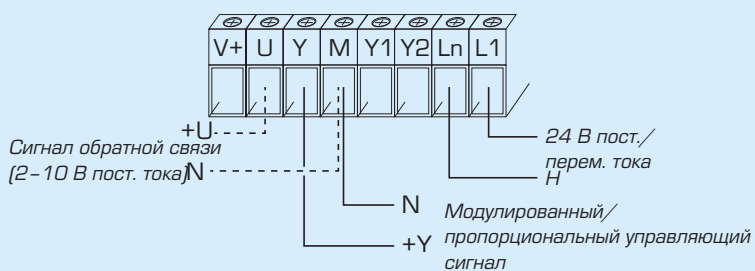 V+ U Y M Y1 Y2 Ln L1
+U
Сигнал обратной связи
(2–10 В пост. тока)N
24 В пост./
перем. тока
Н
N
+Y
Модулированный/
пропорциональный управляющий
сигнал